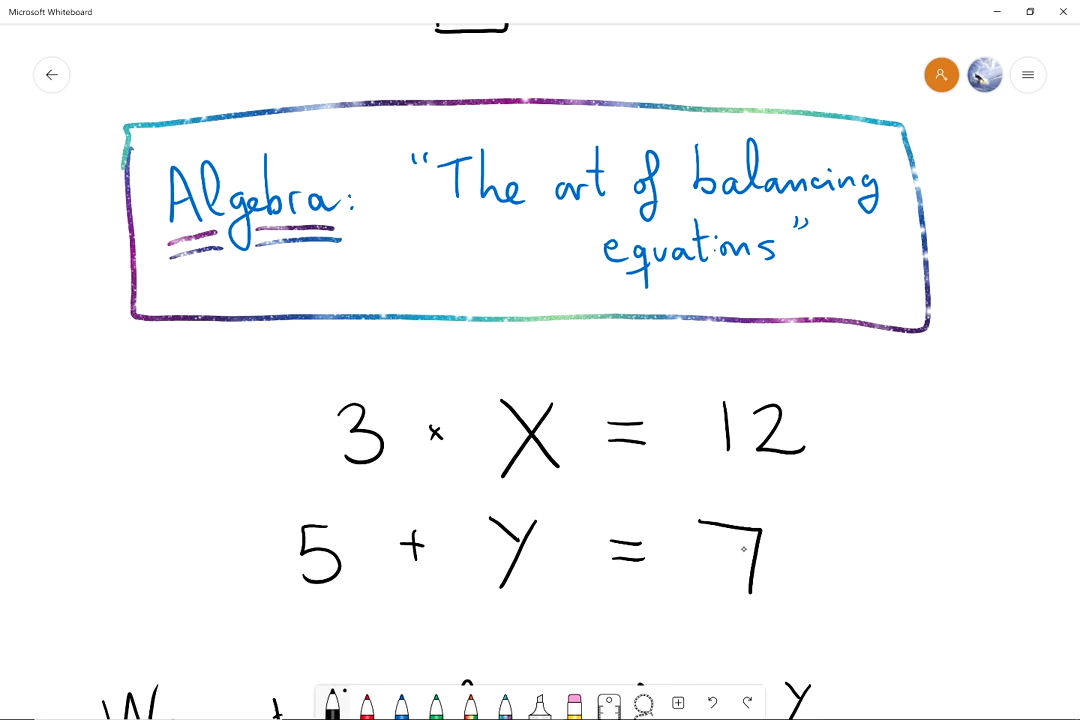 Microsoft Whiteboard
Algebra: "The art of balancing
equations"
3 × X = 12
5 + Y = 7